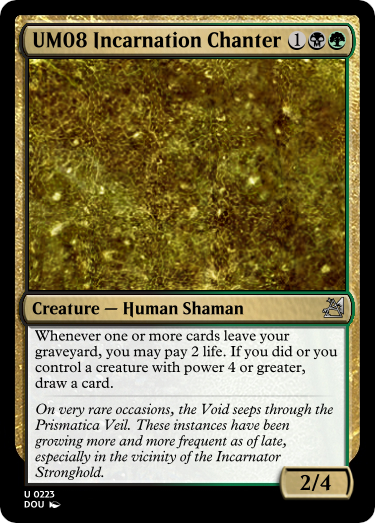 UM08 Incarnation Chanter 1
Creature — Human Shaman
Whenever one or more cards leave your
graveyard, you may pay 2 life. If you did or you
control a creature with power 4 or greater,
draw a card.
On very rare occasions, the Void seeps through the
Prismatica Veil. These instances have been
growing more and more frequent as of late,
especially in the vicinity of the Incarnator
Stronghold.
2/4
U 0223
DOU